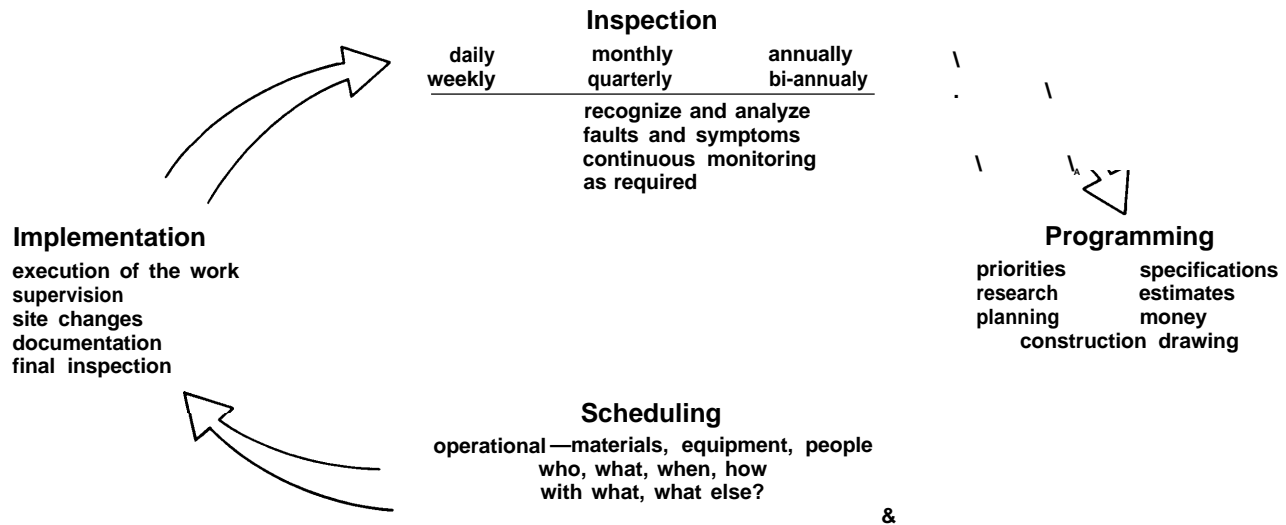 Inspection
daily monthly annually
weekly quarterly bi-annualy
recognize and analyze
faults and symptoms
continuous monitoring
as required
Programming
priorities specifications
research estimates
planning money
construction drawing
Scheduling
operational—materials, equipment, people
who, what, when, how
with what, what else?
&
Implementation
execution of the work
supervision
site changes
documentation
final inspection